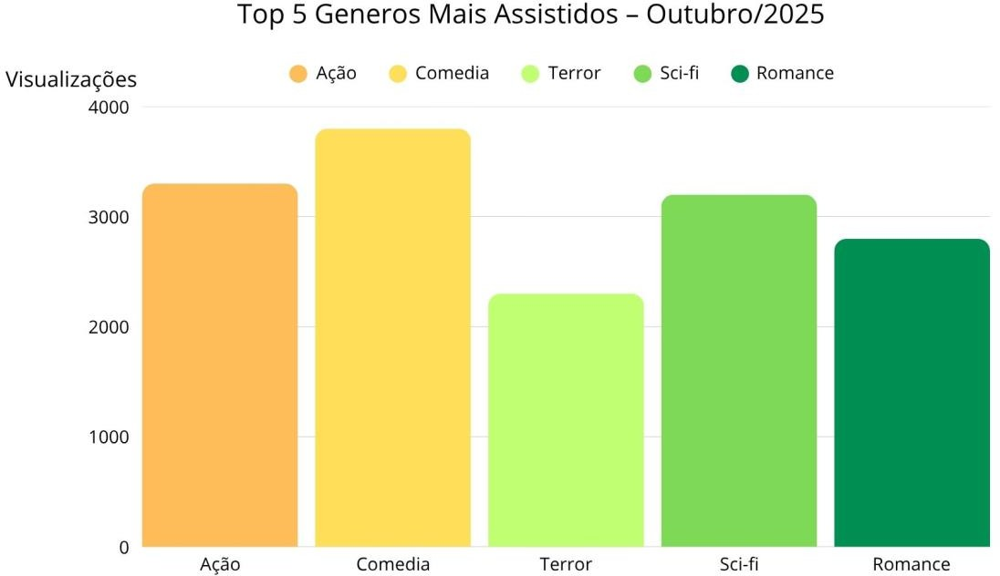 Top 5 Generos Mais Assistidos – Outubro/2025
Visualizações
Ação Comedia Terror Sci-fi Romance
4000
3000
2000
1000
0
Ação Comedia Terror Sci-fi Romance